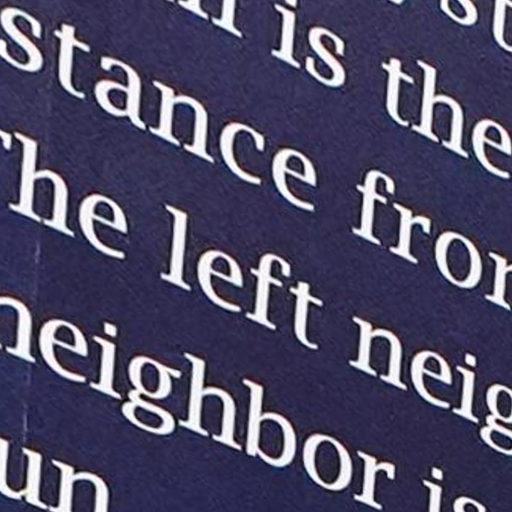 is the
stance from
The left neig
neighbor is
un